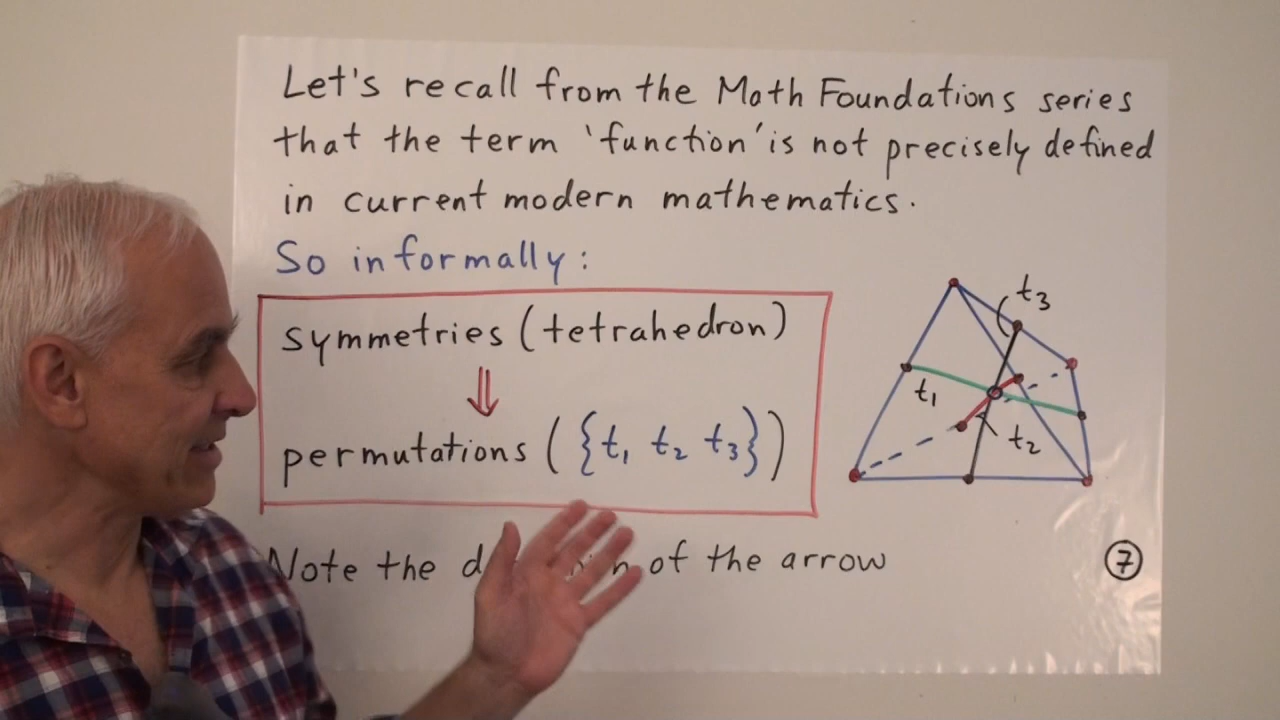 Let's recall from the Math Foundations series
that the term 'function' is not precisely defined
in current modern mathematics.
So informally:
symmetries (tetrahedron)
⇓
permutations ({t₁ t₂ t₃})
Note the of the arrow
t₃
t₁
t₂
7